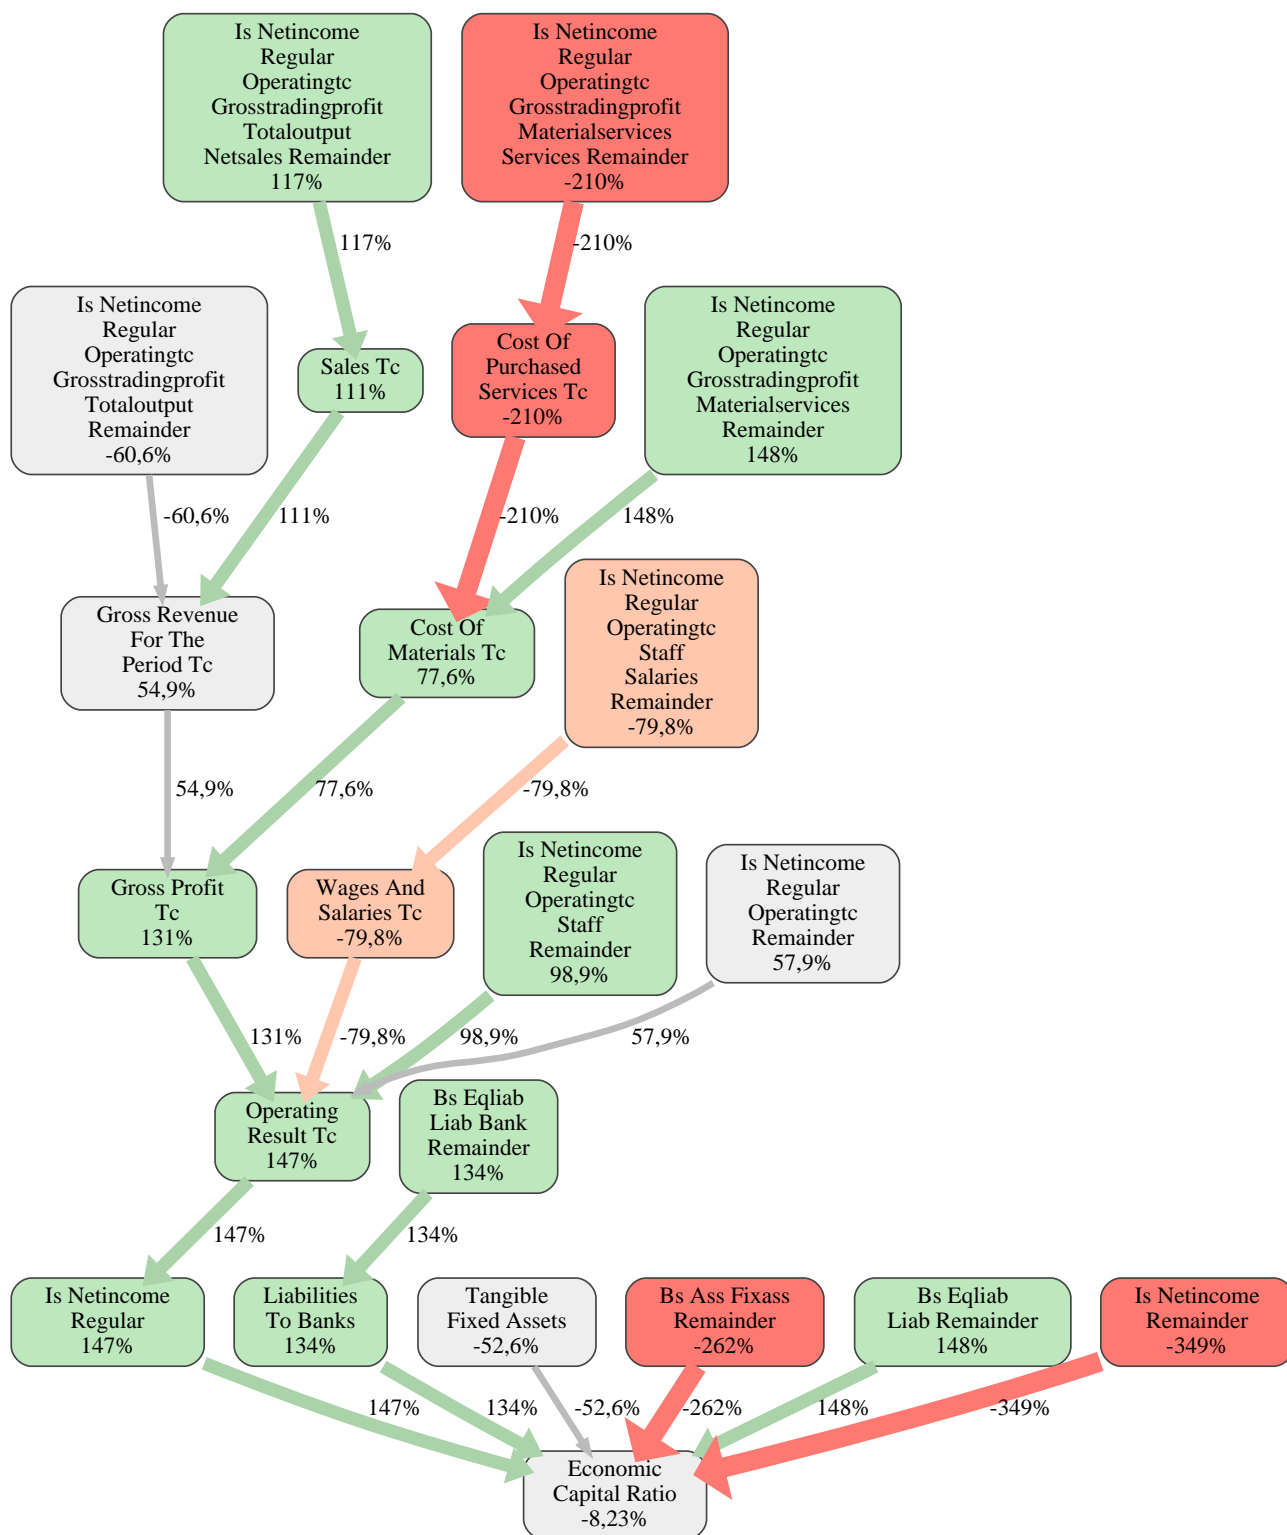 Is Netincome
Regular
Operatingtc
Grosstradingprofit
Totaloutput
Netsales Remainder
117%
Is Netincome
Regular
Operatingtc
Grosstradingprofit
Materialservices
Services Remainder
-210%
117%
-210%
Is Netincome
Regular
Operatingtc
Grosstradingprofit
Totaloutput
Remainder
-60,6%
Sales Tc
111%
Cost Of
Purchased
Services Tc
-210%
Is Netincome
Regular
Operatingtc
Grosstradingprofit
Materialservices
Remainder
148%
-60,6%
111%
-210%
148%
Gross Revenue
For The
Period Tc
54,9%
Cost Of
Materials Tc
77,6%
Is Netincome
Regular
Operatingtc
Staff
Salaries
Remainder
-79,8%
54,9%
77,6%
-79,8%
Gross Profit
Tc
131%
Wages And
Salaries Tc
-79,8%
Is Netincome
Regular
Operatingtc
Staff
Remainder
98,9%
Is Netincome
Regular
Operatingtc
Remainder
57,9%
131%
-79,8%
98,9%
57,9%
Operating
Result Tc
147%
Bs Eqliab
Liab Bank
Remainder
134%
147%
134%
Is Netincome
Regular
147%
Liabilities
To Banks
134%
Tangible
Fixed Assets
-52,6%
Bs Ass Fixass
Remainder
-262%
Bs Eqliab
Liab Remainder
148%
Is Netincome
Remainder
-349%
147%
134%
-52,6%
-262%
148%
-349%
Economic
Capital Ratio
-8,23%